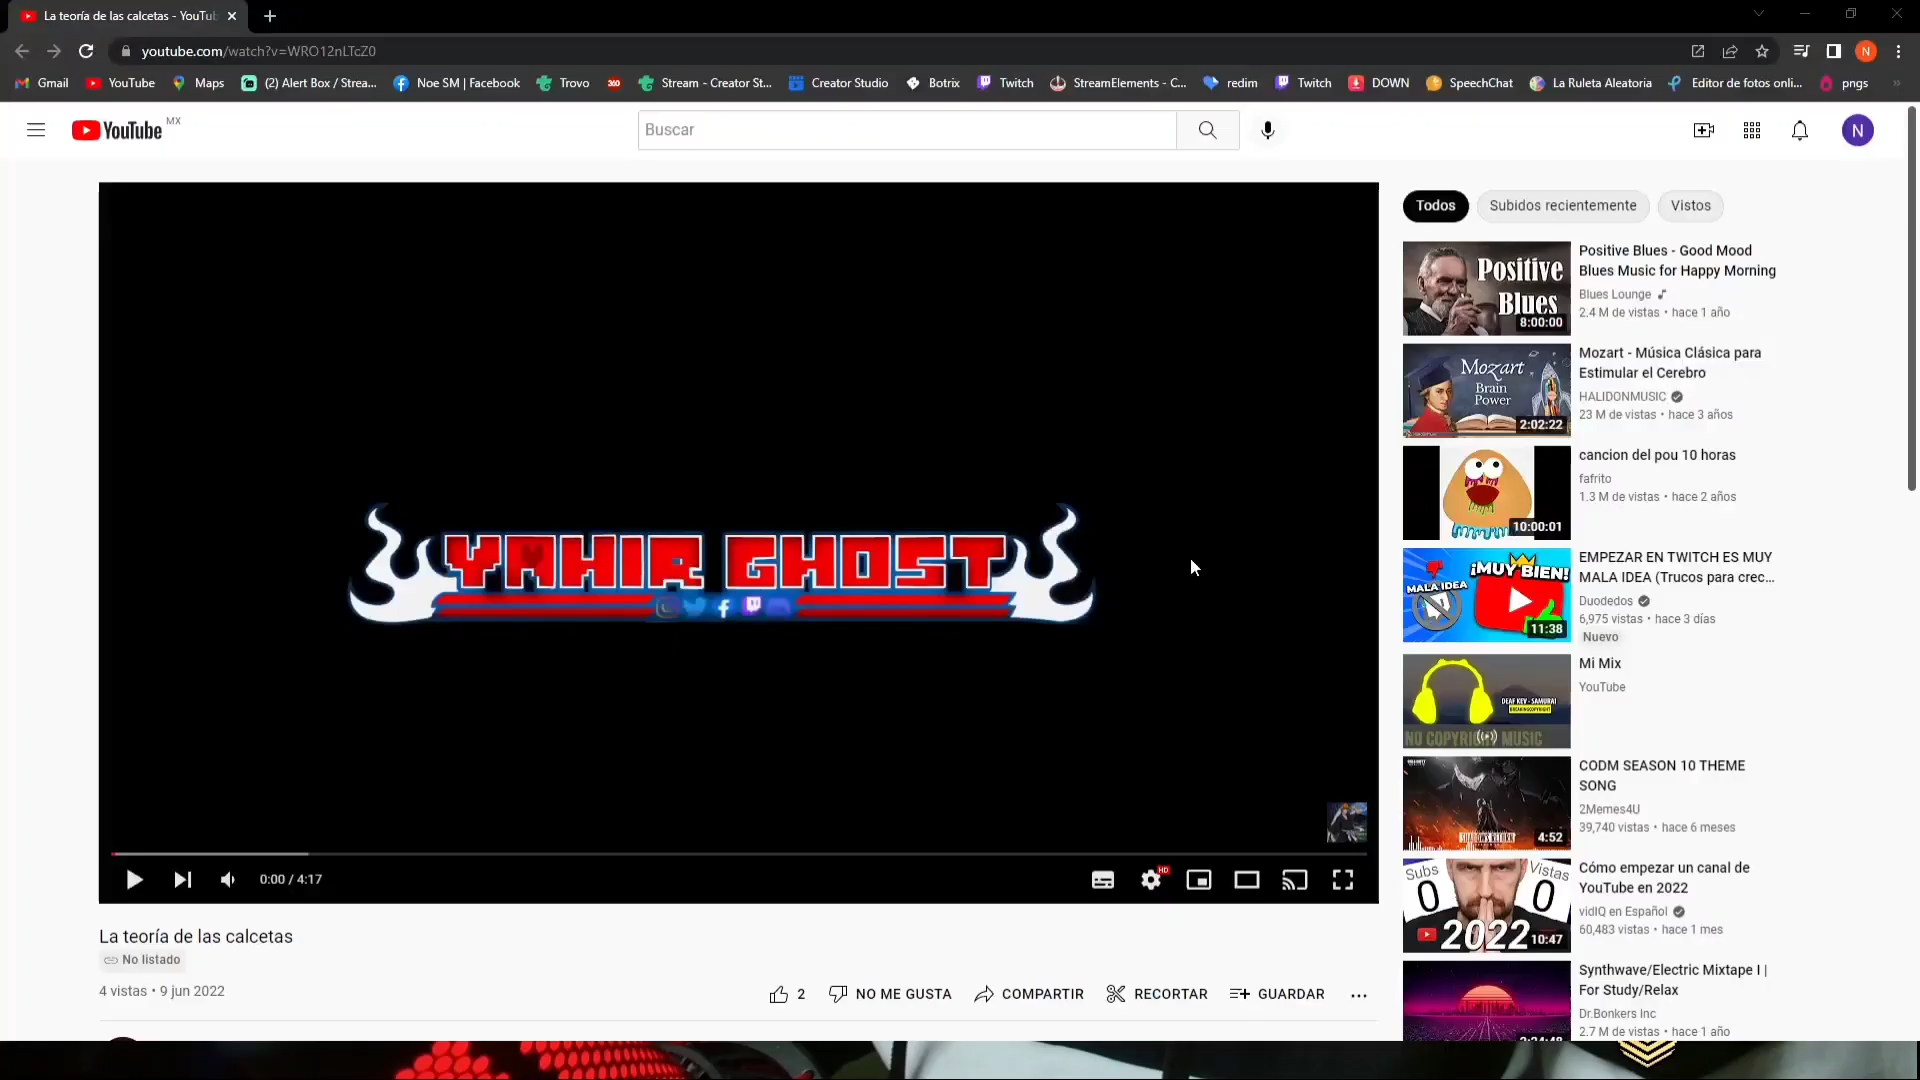 La teoría de las calcetas - YouTub
youtube.com/watch?v=WRO12nLTcZ0
N
Gmail
YouTube
Maps
(2) Alert Box / Strea...
Noe SM | Facebook
Trovo
360
Stream - Creator St...
Creator Studio
Botrix
Twitch
StreamElements - C...
redim
Twitch
DOWN
SpeechChat
La Ruleta Aleatoria
Editor de fotos onli...
pngs
YouTube MX
Buscar
N
YAHIR GHOST
0:00 / 4:17
HD
La teoría de las calcetas
No listado
4 vistas • 9 jun 2022
2
NO ME GUSTA
COMPARTIR
RECORTAR
GUARDAR
Todos
Subidos recientemente
Vistos
Positive
Blues
8:00:00
Positive Blues - Good Mood
Blues Music for Happy Morning
Blues Lounge
2.4 M de vistas • hace 1 año
Mozart
Brain
Power
2:02:22
Mozart - Música Clásica para
Estimular el Cerebro
HALIDONMUSIC
23 M de vistas • hace 3 años
10:00:01
cancion del pou 10 horas
fafrito
1.3 M de vistas • hace 2 años
¡MUY BIEN!
MALA IDEA
11:38
EMPEZAR EN TWITCH ES MUY
MALA IDEA (Trucos para crec...
Duodedos
6,975 vistas • hace 3 días
Nuevo
DEAF KEV - SAMURAI
NO COPYRIGHT MUSIC
Mi Mix
YouTube
4:52
CODM SEASON 10 THEME
SONG
2Memes4U
39,740 vistas • hace 6 meses
Subs
Vistas
0
0
2022
10:47
Cómo empezar un canal de
YouTube en 2022
vidIQ en Español
60,483 vistas • hace 1 mes
Synthwave/Electric Mixtape I |
For Study/Relax
Dr.Bonkers Inc
2.7 M de vistas • hace 1 año